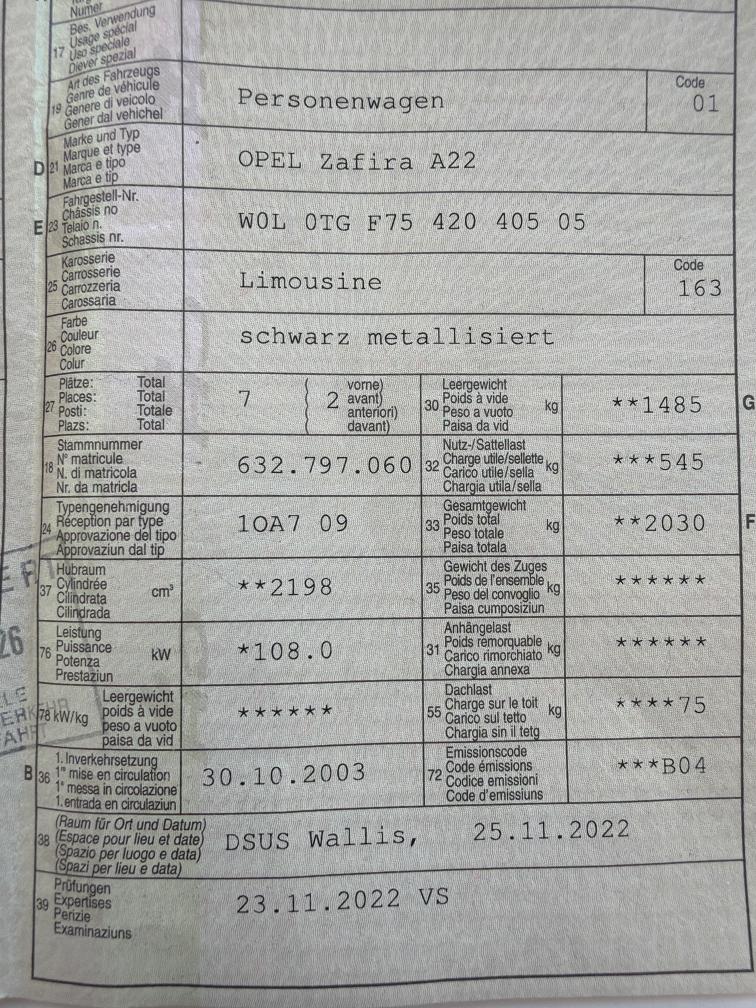 Numer
17 Bes. Verwendung
Usage spécial
Uso speciale
Diever spezial
19 Art des Fahrzeugs
Genre de véhicule
Genere di veicolo
Gener dal vehichel
Personenwagen
Code
01
D 21 Marke und Typ
Marque et type
Marca e tipo
Marca e tip
OPEL Zafira A22
E 23 Fahrgestell-Nr.
Châssis no
Telaio n.
Schassis nr.
W0L 0TG F75 420 405 05
25 Karosserie
Carrosserie
Carrozzeria
Carossaria
Limousine
Code
163
26 Farbe
Couleur
Colore
Colur
schwarz metallisiert
27 Plätze: Total
Places: Total
Posti: Totale
Plazs: Total
7 ( 2 vorne)
avant)
anteriori)
davant)
30 Leergewicht
Poids à vide
Peso a vuoto
Paisa da vid
kg
**1485
G
18 Stammnummer
N° matricule
N. di matricola
Nr. da matricla
632.797.060
32 Nutz-/Sattellast
Charge utile/sellette
Carico utile/sella
Chargia utila/sella
kg
***545
24 Typengenehmigung
Réception par type
Approvazione del tipo
Approvaziun dal tip
1OA7 09
33 Gesamtgewicht
Poids total
Peso totale
Paisa totala
kg
**2030
F
37 Hubraum
Cylindrée
Cilindrata
Cilindrada
cm³
**2198
35 Gewicht des Zuges
Poids de l'ensemble
Peso del convoglio
Paisa cumposiziun
kg
******
76 Leistung
Puissance
Potenza
Prestaziun
kW
*108.0
31 Anhängelast
Poids remorquable
Carico rimorchiato
Chargia annexa
kg
******
78 kW/kg Leergewicht
poids à vide
peso a vuoto
paisa da vid
******
55 Dachlast
Charge sur le toit
Carico sul tetto
Chargia sin il tetg
kg
****75
B 36 1. Inverkehrsetzung
1re mise en circulation
1a messa in circolazione
1. entrada en circulaziun
30.10.2003
72 Emissionscode
Code émissions
Codice emissioni
Code d'emissiuns
***B04
38 (Raum für Ort und Datum)
(Espace pour lieu et date)
(Spazio per luogo e data)
(Spazi per lieu e data)
DSUS Wallis, 25.11.2022
39 Prüfungen
Expertises
Perizie
Examinaziuns
23.11.2022 VS